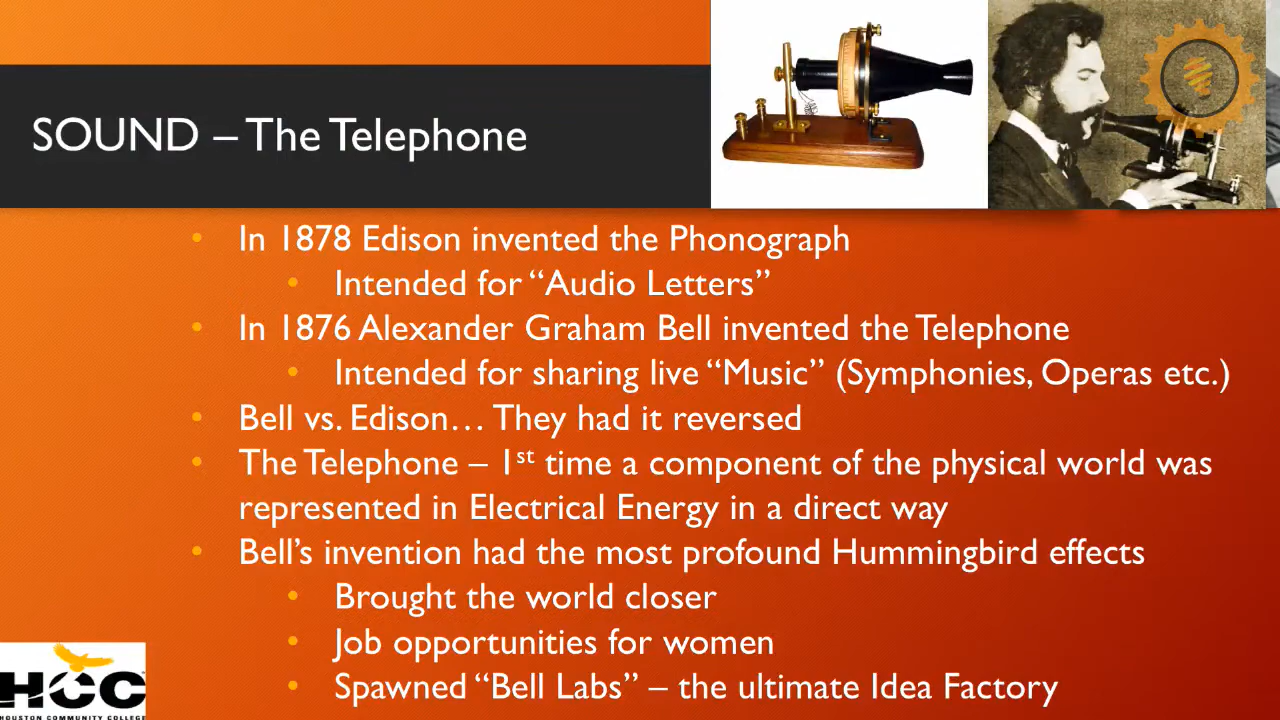 SOUND – The Telephone
• In 1878 Edison invented the Phonograph
• Intended for “Audio Letters”
• In 1876 Alexander Graham Bell invented the Telephone
• Intended for sharing live “Music” (Symphonies, Operas etc.)
• Bell vs. Edison… They had it reversed
• The Telephone – 1st time a component of the physical world was
represented in Electrical Energy in a direct way
• Bell’s invention had the most profound Hummingbird effects
• Brought the world closer
• Job opportunities for women
• Spawned “Bell Labs” – the ultimate Idea Factory
HCC
HOUSTON COMMUNITY COLLEGE